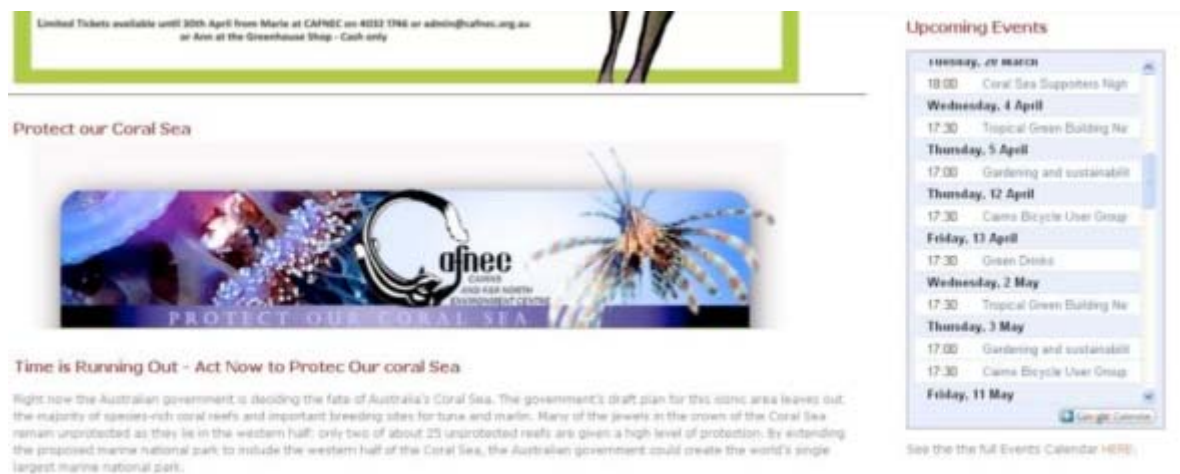 Limited Tickets available until 30th April from Marie at CAFNEC on 4032 1746 or admin@cafnec.org.au
or Ann at the Greenhouse Shop - Cash only
Protect our Coral Sea
Cafnec
CAIRNS
AND FAR NORTH
ENVIRONMENT CENTRE
PROTECT OUR CORAL SEA
Time is Running Out - Act Now to Protec Our coral Sea
Right now the Australian government is deciding the fate of Australia's Coral Sea. The government's draft plan for this iconic area leaves out
the majority of species-rich coral reefs and important breeding sites for tuna and marlin. Many of the jewels in the crown of the Coral Sea
remain unprotected as they lie in the western half: only two of about 25 unprotected reefs are given a high level of protection. By extending
the proposed marine national park to include the western half of the Coral Sea, the Australian government could create the world's single
largest marine national park.
Upcoming Events
Tuesday, 20 March
18:00 Coral Sea Supporters Nigh
Wednesday, 4 April
17:30 Tropical Green Building Ne
Thursday, 5 April
17:00 Gardening and sustainabilit
Thursday, 12 April
17:30 Cairns Bicycle User Group
Friday, 13 April
17:30 Green Drinks
Wednesday, 2 May
17:30 Tropical Green Building Ne
Thursday, 3 May
17:00 Gardening and sustainabilit
17:30 Cairns Bicycle User Group
Friday, 11 May
Google Calendar
See the the full Events Calendar HERE.